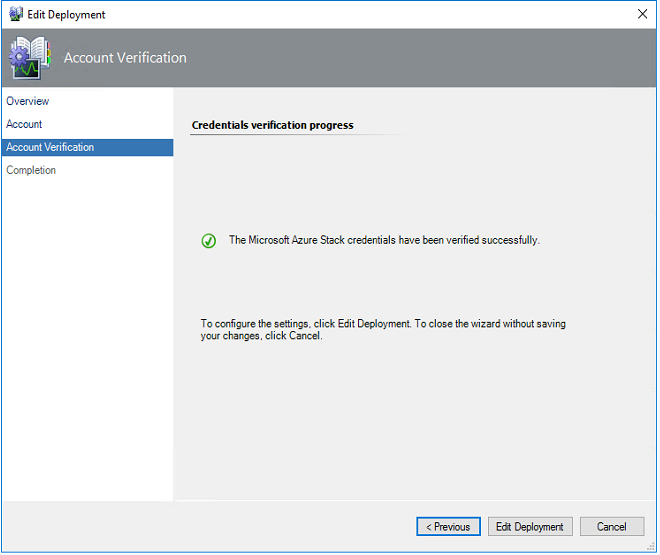 Edit Deployment
Account Verification
Overview
Account
Account Verification
Completion
Credentials verification progress
The Microsoft Azure Stack credentials have been verified successfully.
To configure the settings, click Edit Deployment. To close the wizard without saving
your changes, click Cancel.
< Previous
Edit Deployment
Cancel